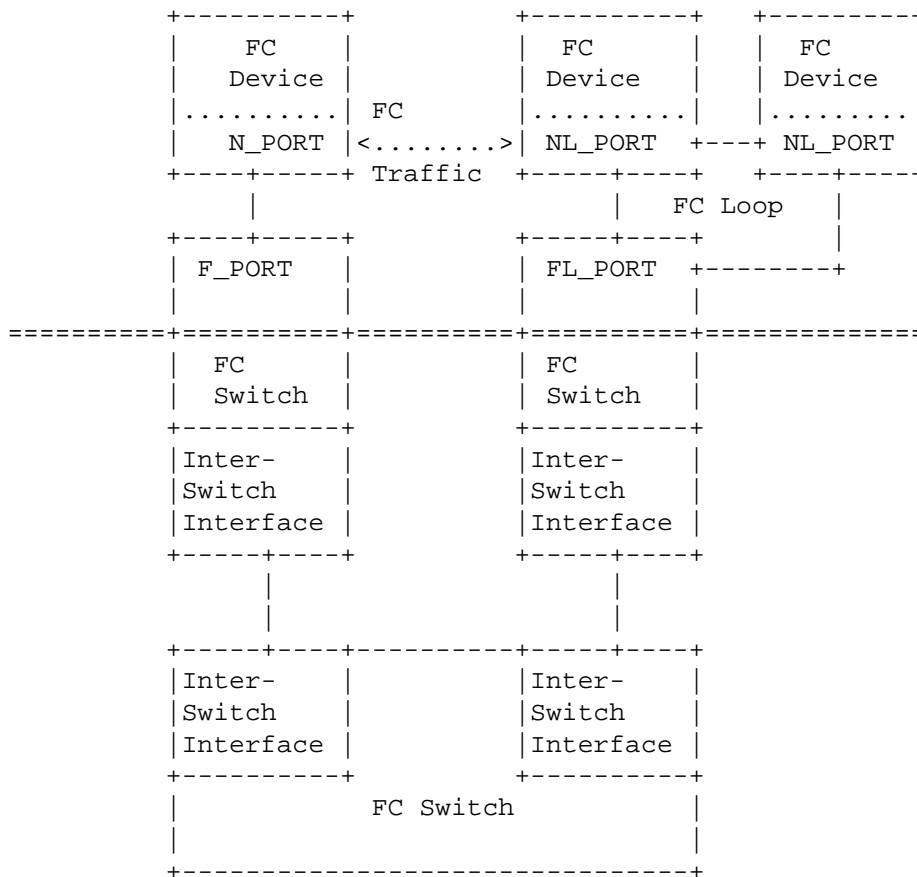 FC FC FC
Device Device Device
FC
N_PORT NL_PORT NL_PORT
Traffic
FC Loop
F_PORT FL_PORT
FC FC
Switch Switch
Inter- Inter-
Switch Switch
Interface Interface
Inter- Inter-
Switch Switch
Interface Interface
FC Switch